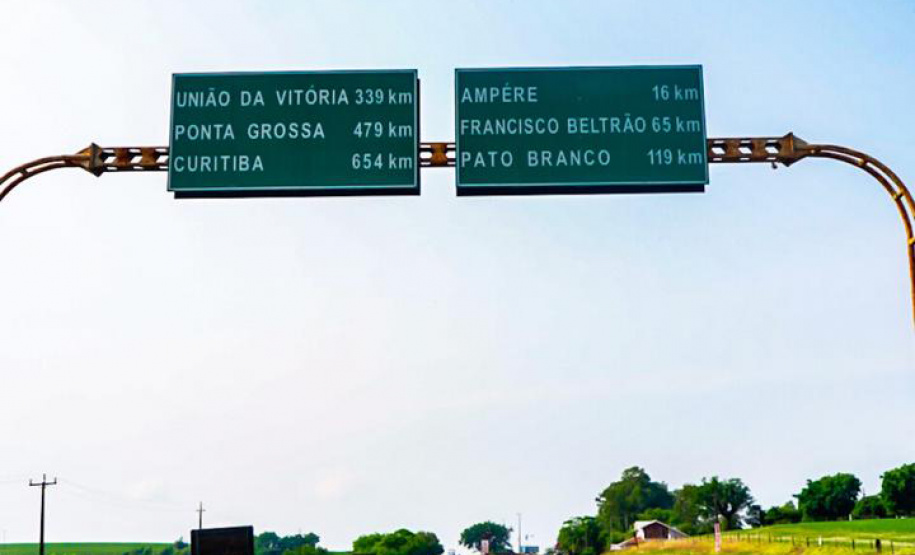 UNIÃO DA VITÓRIA 339 km
PONTA GROSSA 479 km
CURITIBA 654 km
AMPÉRE 16 km
FRANCISCO BELTRÃO 65 km
PATO BRANCO 119 km